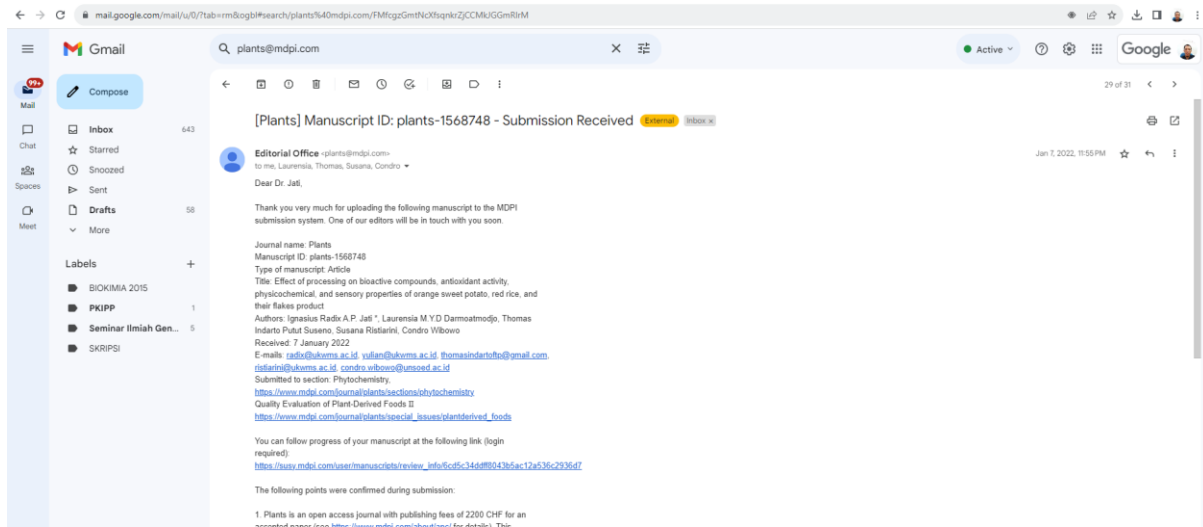 mail.google.com/mail/u/0/?tab=rm&ogbl#search/plants%40mdpi.com/FMfcgzGmtNcXfsqnkrZjCCMkJGGmRlrM
Gmail
plants@mdpi.com
Active
Google
99+
Mail
Chat
Spaces
Meet
Compose
Inbox 643
Starred
Snoozed
Sent
Drafts 58
More
Labels
BIOKIMIA 2015
PKIPP 1
Seminar Ilmiah Gen... 5
SKRIPSI
29 of 31
[Plants] Manuscript ID: plants-1568748 - Submission Received External Inbox x
Editorial Office <plants@mdpi.com>
Jan 7, 2022, 11:55 PM
to me, Laurensia, Thomas, Susana, Condro
Dear Dr. Jati,
Thank you very much for uploading the following manuscript to the MDPI
submission system. One of our editors will be in touch with you soon.
Journal name: Plants
Manuscript ID: plants-1568748
Type of manuscript: Article
Title: Effect of processing on bioactive compounds, antioxidant activity,
physicochemical, and sensory properties of orange sweet potato, red rice, and
their flakes product
Authors: Ignasius Radix A.P. Jati *, Laurensia M.Y.D Darmoatmodjo, Thomas
Indarto Putut Suseno, Susana Ristiarini, Condro Wibowo
Received: 7 January 2022
E-mails: radix@ukwms.ac.id, yulian@ukwms.ac.id, thomasindartoftp@gmail.com,
ristiarini@ukwms.ac.id, condro.wibowo@unsoed.ac.id
Submitted to section: Phytochemistry,
https://www.mdpi.com/journal/plants/sections/phytochemistry
Quality Evaluation of Plant-Derived Foods II
https://www.mdpi.com/journal/plants/special_issues/plantderived_foods
You can follow progress of your manuscript at the following link (login
required):
https://susy.mdpi.com/user/manuscripts/review_info/6cd5c34ddff8043b5ac12a536c2936d7
The following points were confirmed during submission:
1. Plants is an open access journal with publishing fees of 2200 CHF for an
accepted paper (see https://www.mdpi.com/about/apc/ for details). This